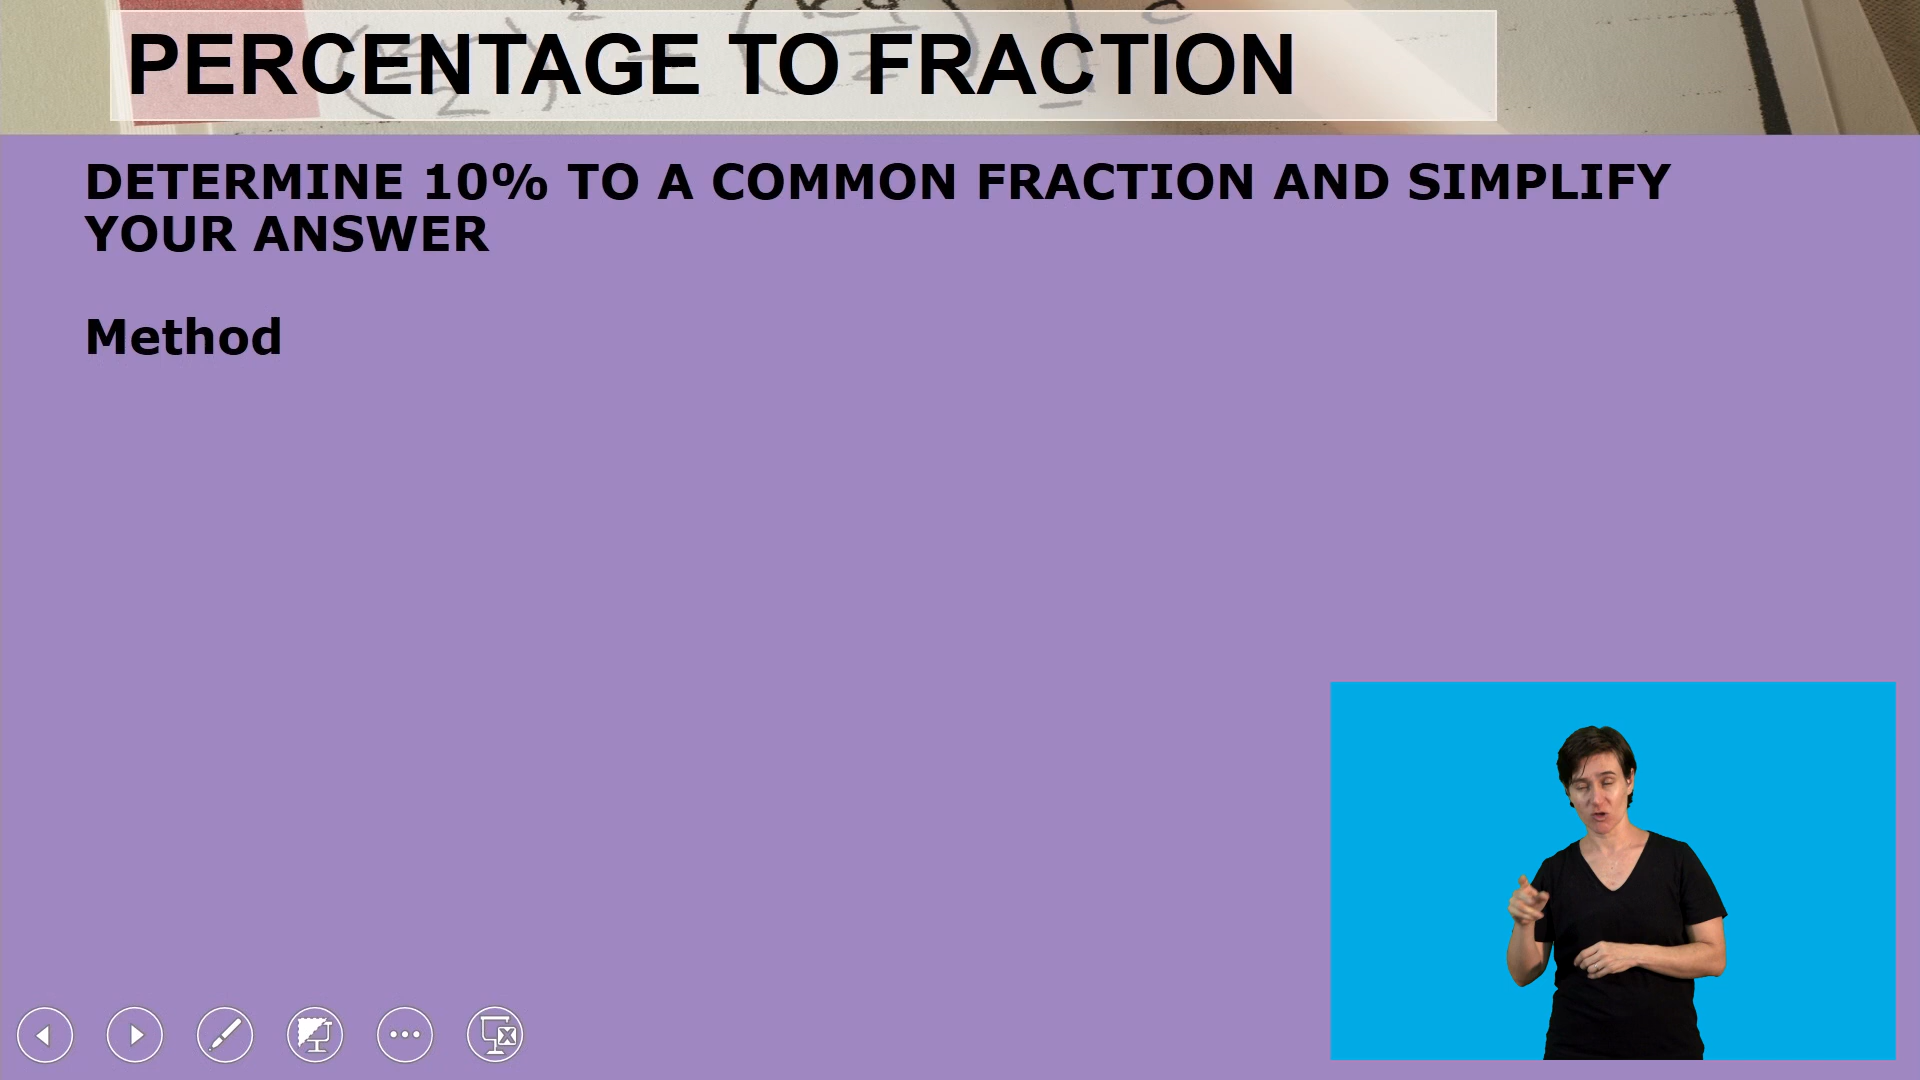 PERCENTAGE TO FRACTION
DETERMINE 10% TO A COMMON FRACTION AND SIMPLIFY
YOUR ANSWER
Method